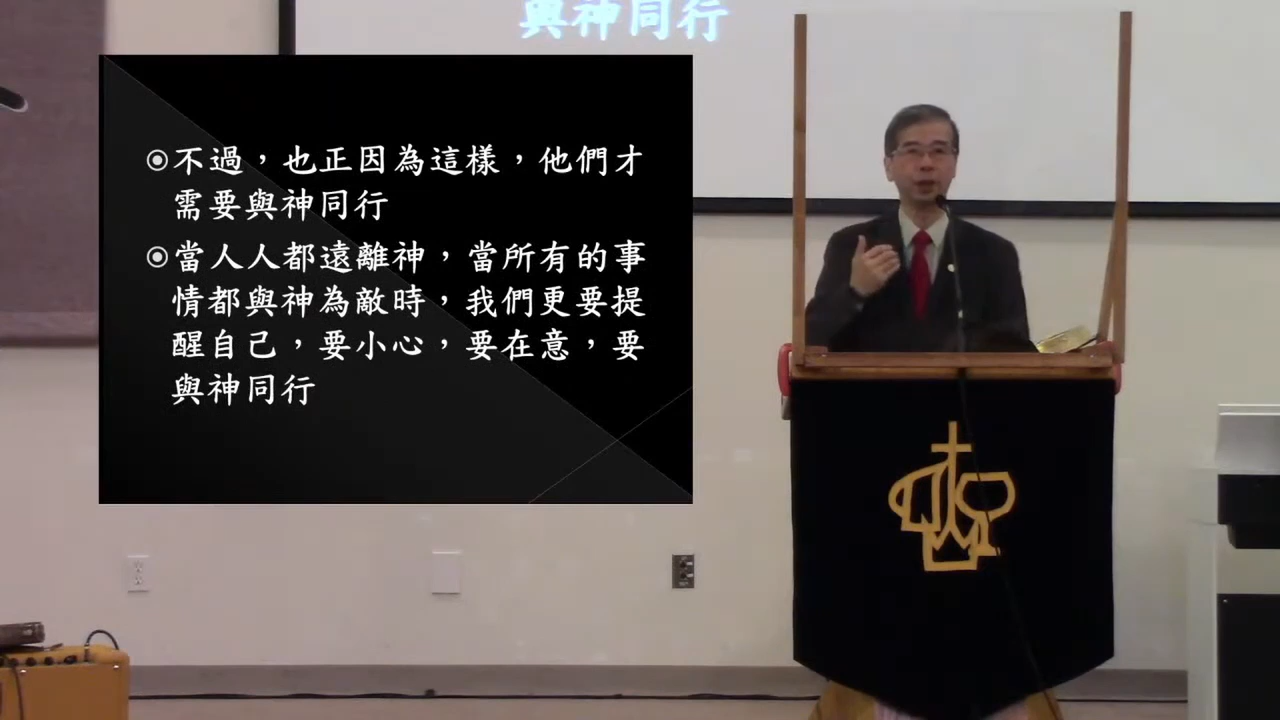 與神同行
◉不過，也正因為這樣，他們才
需要與神同行
◉當人人都遠離神，當所有的事
情都與神為敵時，我們更要提
醒自己，要小心，要在意，要
與神同行